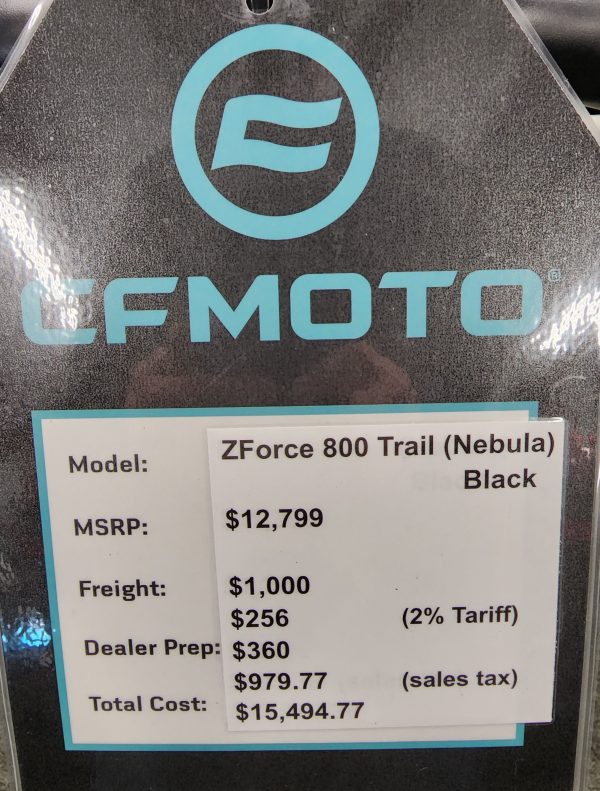 CFMOTO®
Model: ZForce 800 Trail (Nebula)
Black
MSRP: $12,799
Freight: $1,000
$256 (2% Tariff)
Dealer Prep: $360
$979.77 (sales tax)
Total Cost: $15,494.77